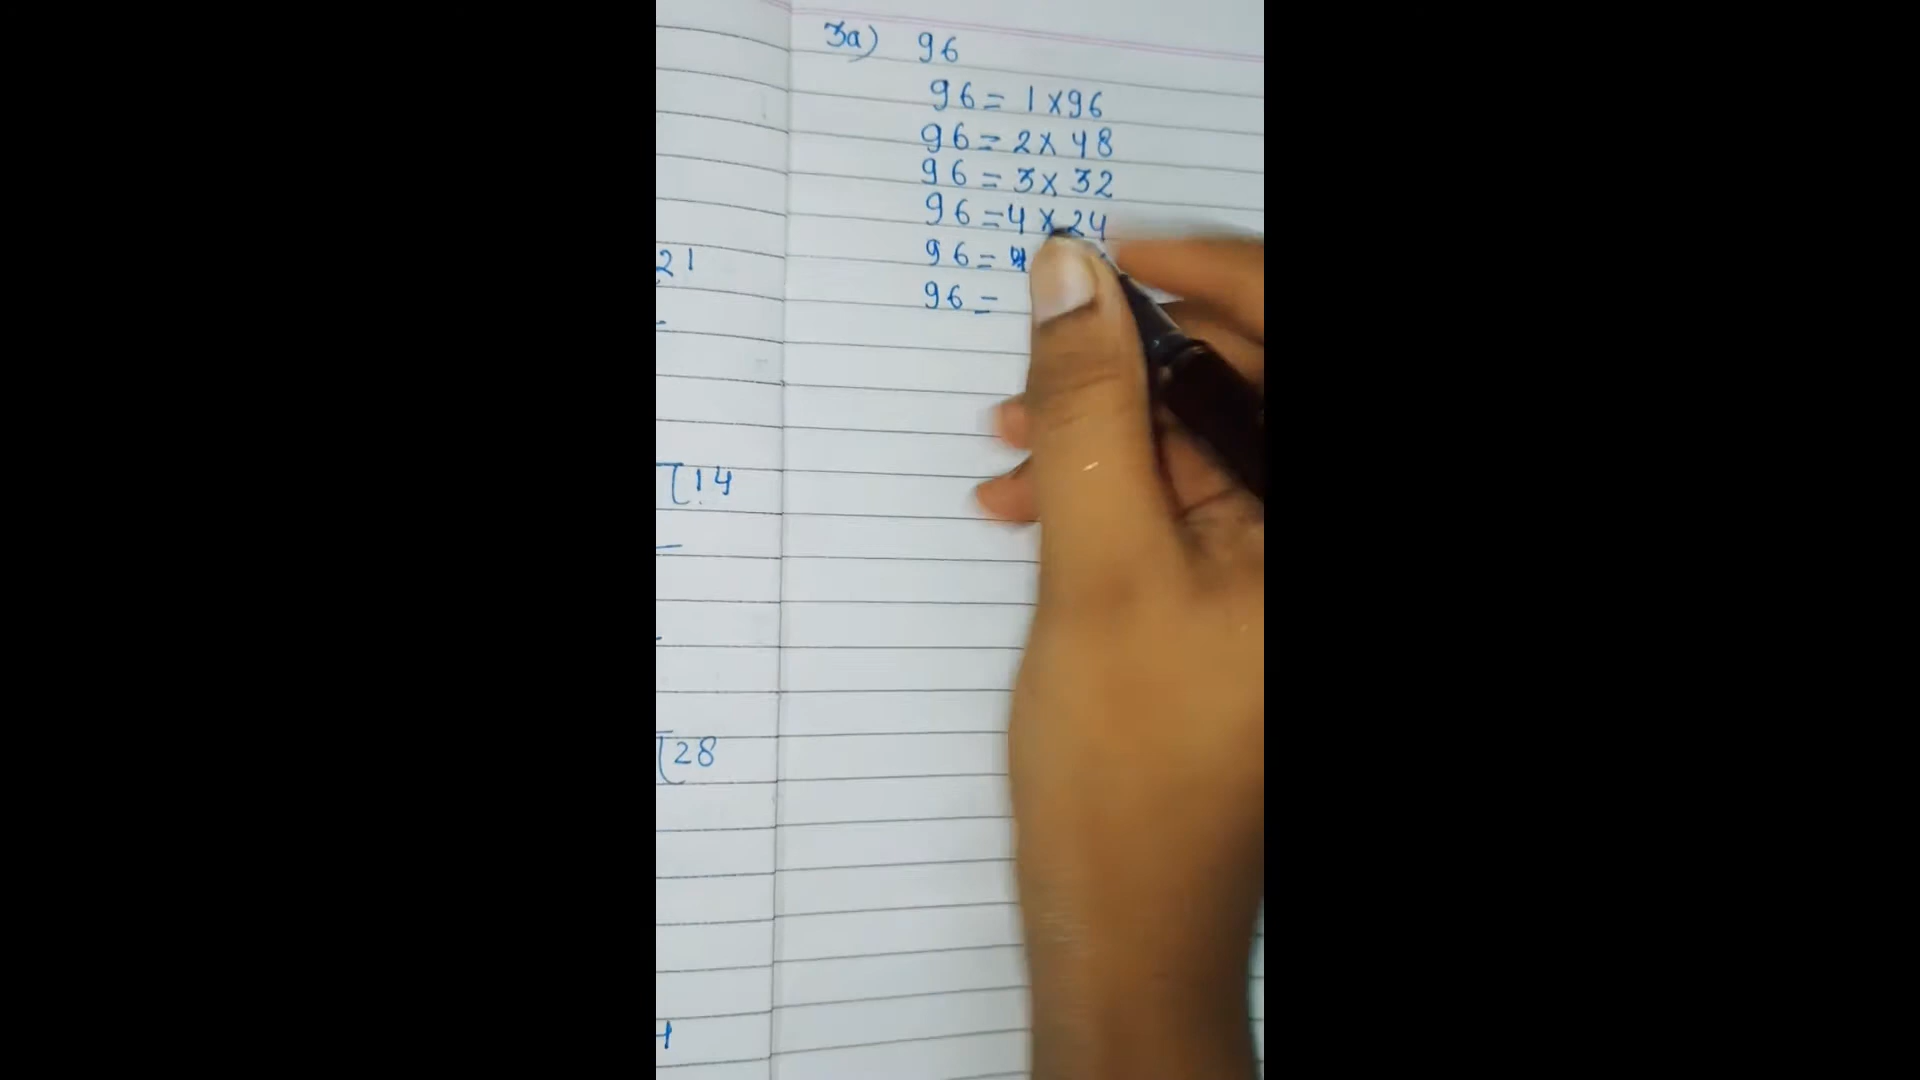 21
14
28
3a) 96
96 = 1 x 96
96 = 2 x 48
96 = 3 x 32
96 = 4 x 24
96 =
96 =